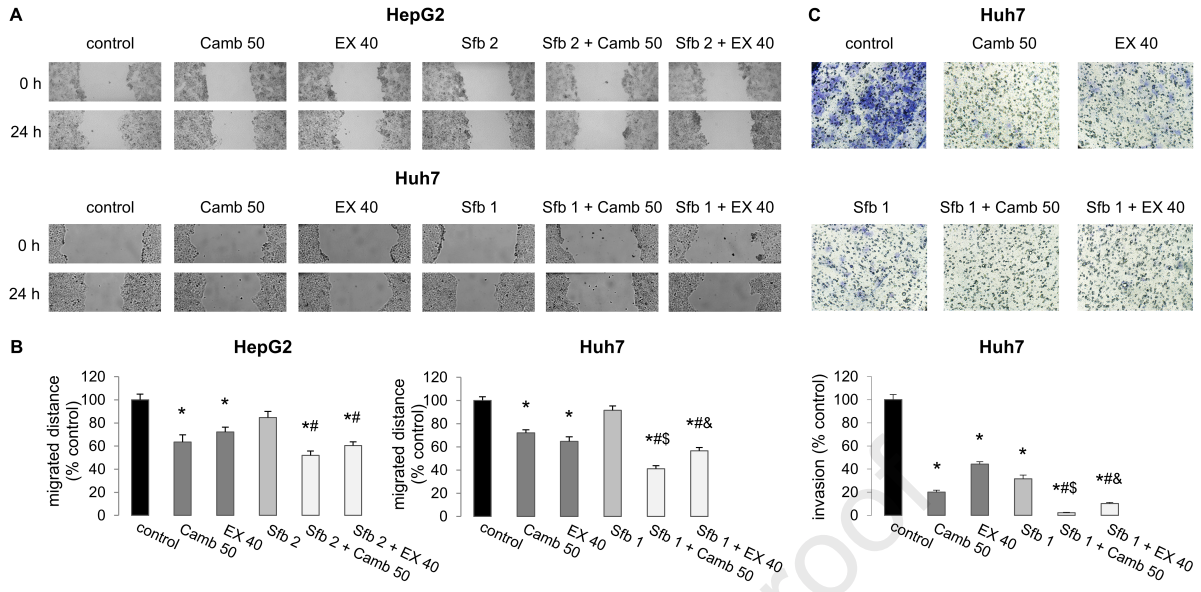 A
HepG2
control Camb 50 EX 40 Sfb 2 Sfb 2 + Camb 50 Sfb 2 + EX 40
0 h
24 h
Huh7
control Camb 50 EX 40 Sfb 1 Sfb 1 + Camb 50 Sfb 1 + EX 40
0 h
24 h
C
Huh7
control Camb 50 EX 40
Sfb 1 Sfb 1 + Camb 50 Sfb 1 + EX 40
B
HepG2
migrated distance
(% control)
120
100
80
60
40
20
0
* * *# *#
control Camb 50 EX 40 Sfb 2 Sfb 2 + Camb 50 Sfb 2 + EX 40
Huh7
migrated distance
(% control)
120
100
80
60
40
20
0
* * *#$ *#&
control Camb 50 EX 40 Sfb 1 Sfb 1 + Camb 50 Sfb 1 + EX 40
Huh7
invasion (% control)
120
100
80
60
40
20
0
* * * *#$ *#&
control Camb 50 EX 40 Sfb 1 Sfb 1 + Camb 50 Sfb 1 + EX 40
roof